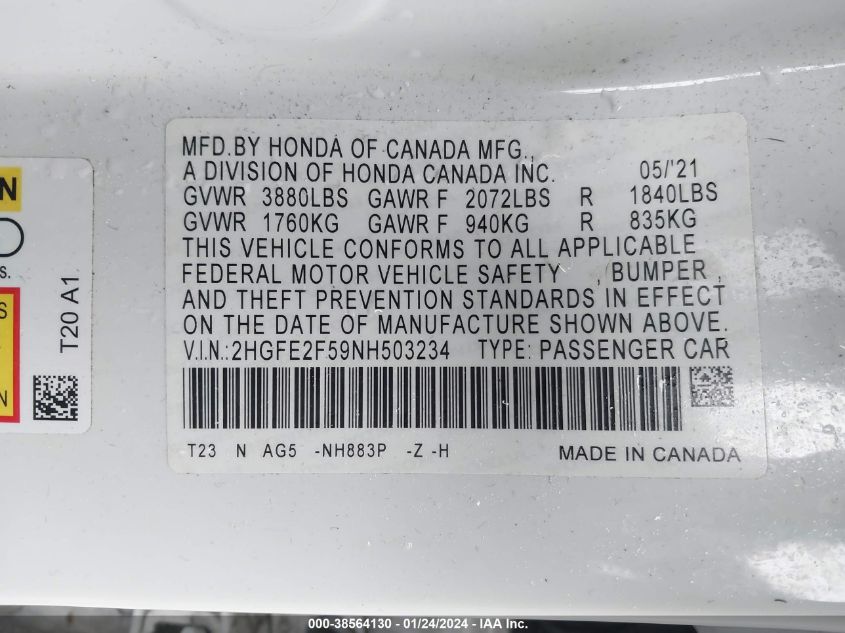 N
S.
S
N
T20 A1
MFD.BY HONDA OF CANADA MFG.,
A DIVISION OF HONDA CANADA INC. 05/'21
GVWR 3880LBS GAWR F 2072LBS R 1840LBS
GVWR 1760KG GAWR F 940KG R 835KG
THIS VEHICLE CONFORMS TO ALL APPLICABLE
FEDERAL MOTOR VEHICLE SAFETY , BUMPER ,
AND THEFT PREVENTION STANDARDS IN EFFECT
ON THE DATE OF MANUFACTURE SHOWN ABOVE.
V.I.N.:2HGFE2F59NH503234 TYPE: PASSENGER CAR
T23 N AG5 -NH883P -Z -H MADE IN CANADA
000-38564130 - 01/24/2024 - IAA Inc.